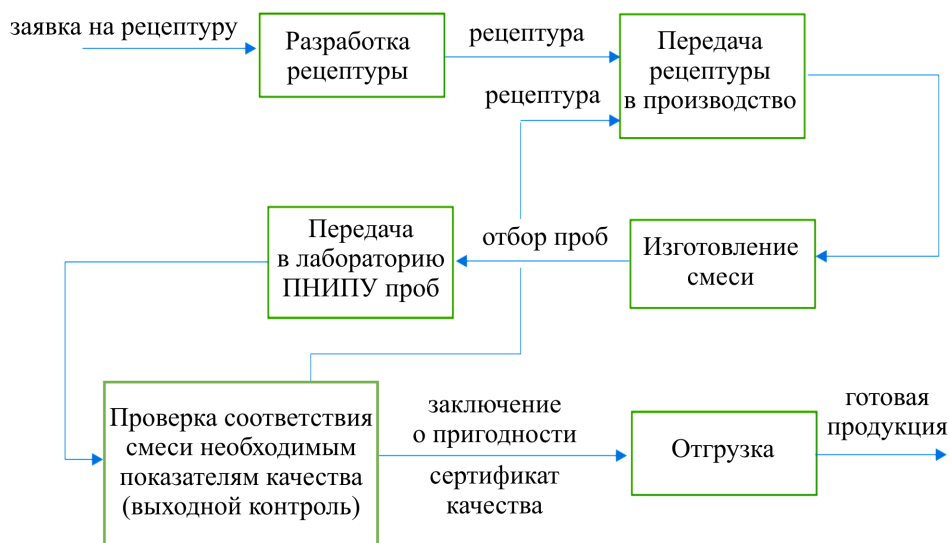 заявка на рецептуру
Разработка
рецептуры
рецептура
рецептура
Передача
рецептуры
в производство
Передача
в лабораторию
ПНИПУ проб
отбор проб
Изготовление
смеси
Проверка соответствия
смеси необходимым
показателям качества
(выходной контроль)
заключение
о пригодности
сертификат
качества
Отгрузка
готовая
продукция